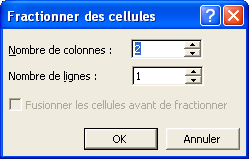 Fractionner des cellules
Nombre de colonnes : 2
Nombre de lignes : 1
Fusionner les cellules avant de fractionner
OK Annuler